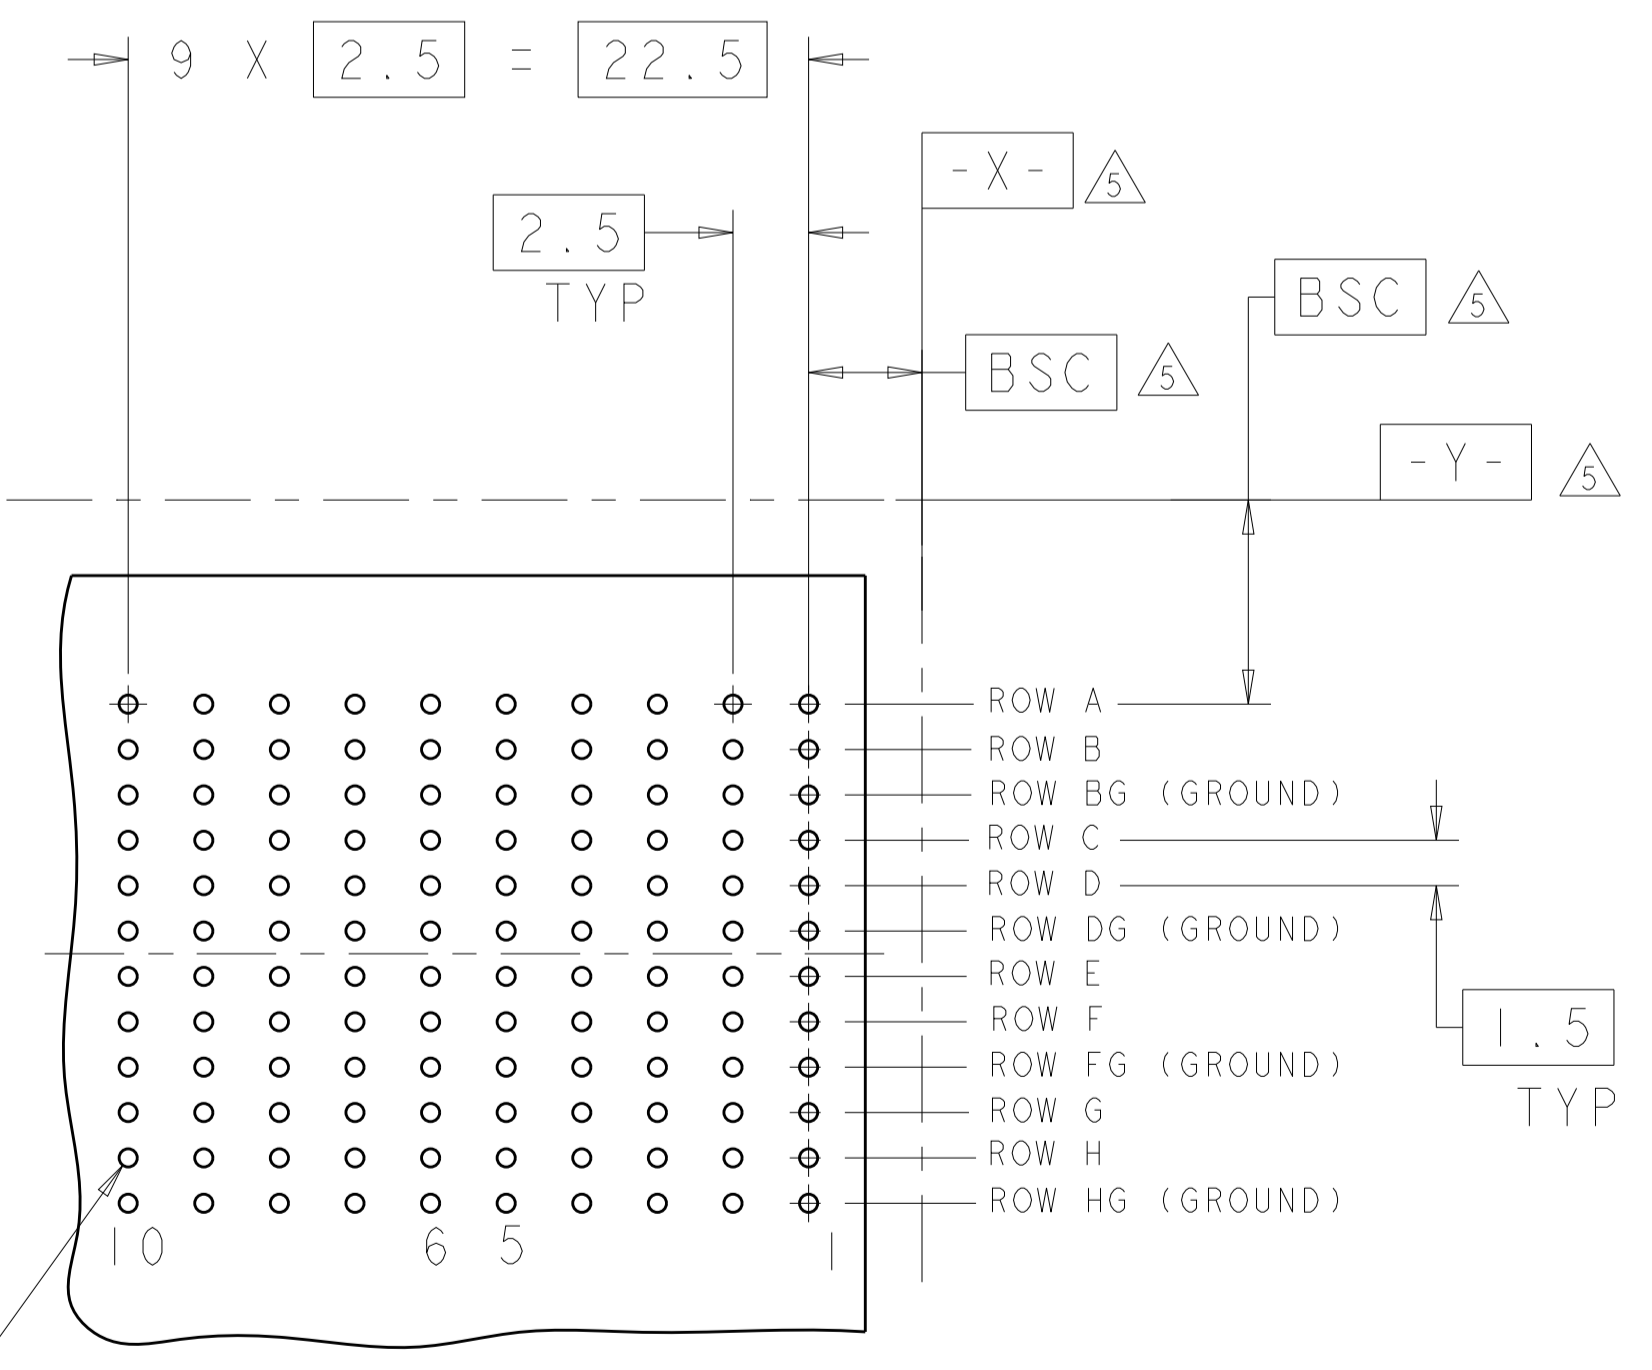 9 X 2.5 = 22.5
-X- 5
2.5
TYP
BSC 5
BSC 5
-Y- 5
ROW A
ROW B
ROW BG (GROUND)
ROW C
ROW D
ROW DG (GROUND)
ROW E
ROW F
ROW FG (GROUND)
1.5
TYP
ROW G
ROW H
ROW HG (GROUND)
10 6 5 1